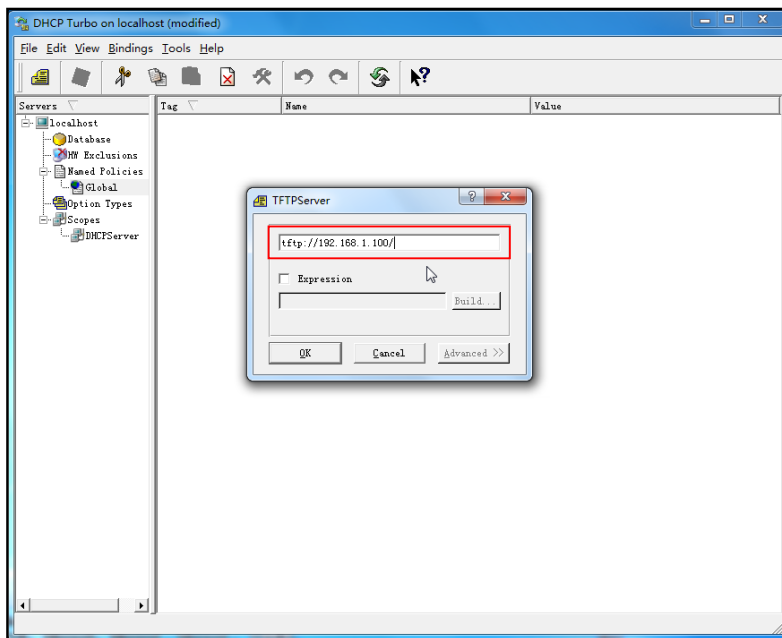 DHCP Turbo on localhost (modified)
File Edit View Bindings Tools Help
Servers Tag Name Value
localhost
Database
HW Exclusions
Named Policies
Global
Option Types
Scopes
DHCPServer
TFTPServer
tftp://192.168.1.100/
Expression
Build...
OK Cancel Advanced >>